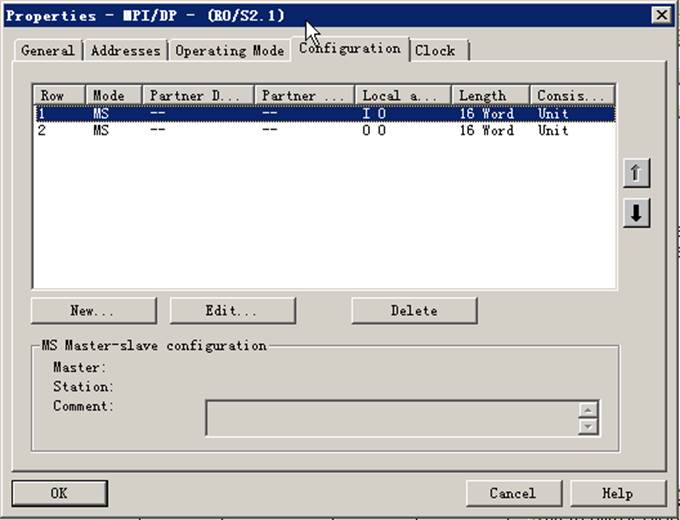 Properties - MPI/DP - (R0/S2.1)
General Addresses Operating Mode Configuration Clock
Row Mode Partner D... Partner ... Local a... Length Consis...
1 MS -- -- I 0 16 Word Unit
2 MS -- -- O 0 16 Word Unit
New... Edit... Delete
MS Master-slave configuration
Master:
Station:
Comment:
OK Cancel Help